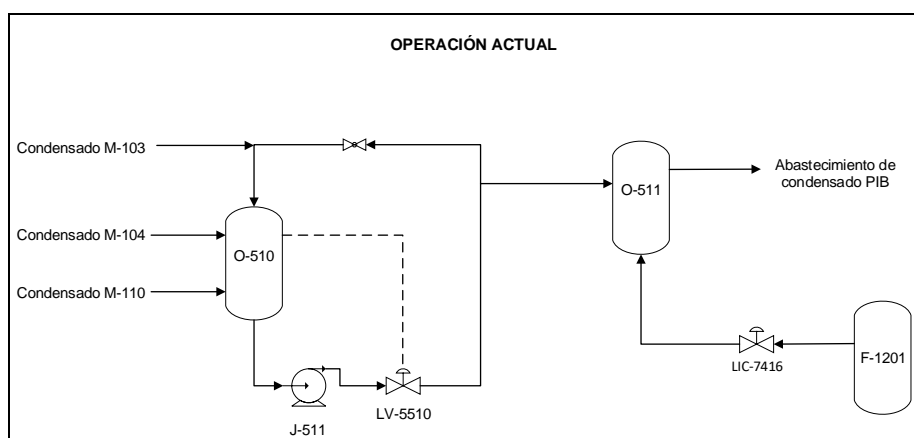 OPERACIÓN ACTUAL
Condensado M-103
Condensado M-104
Condensado M-110
O-510
J-511
LV-5510
O-511
Abastecimiento de
condensado PIB
LIC-7416
F-1201